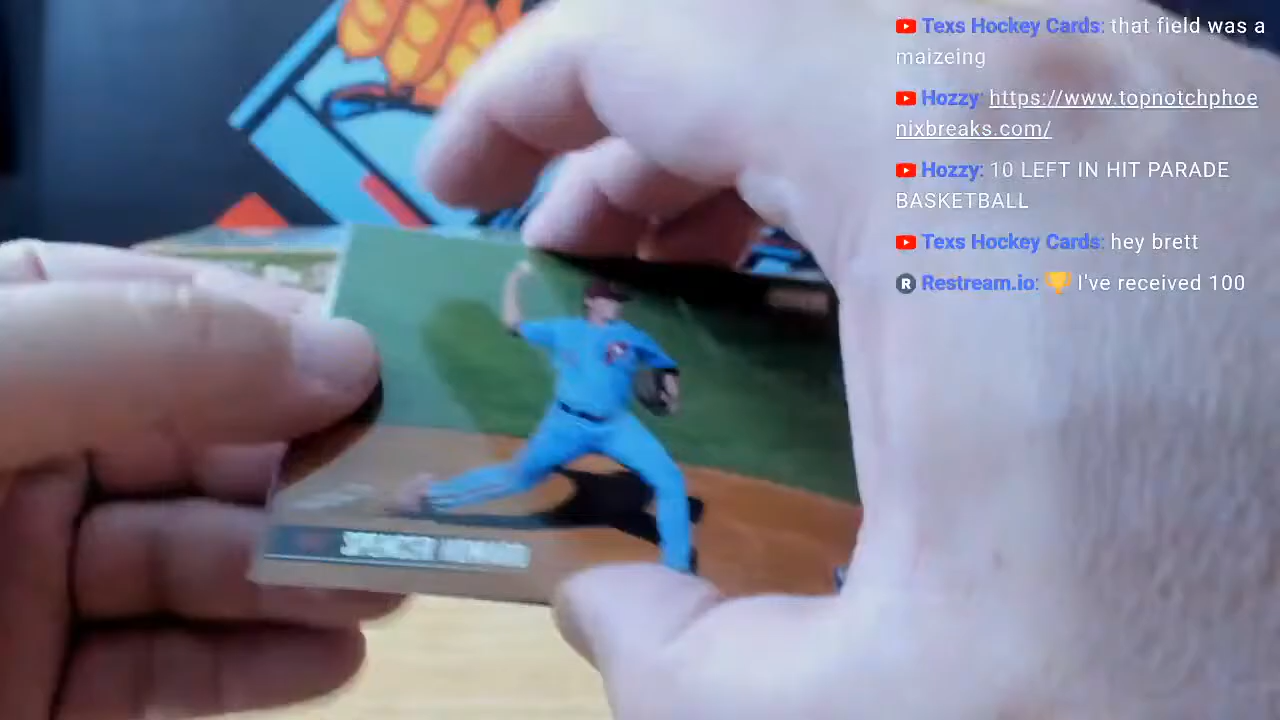 Texs Hockey Cards: that field was a
maizeing
Hozzy: https://www.topnotchphoe
nixbreaks.com/
Hozzy: 10 LEFT IN HIT PARADE
BASKETBALL
Texs Hockey Cards: hey brett
R Restream.io: 🏆 I've received 100